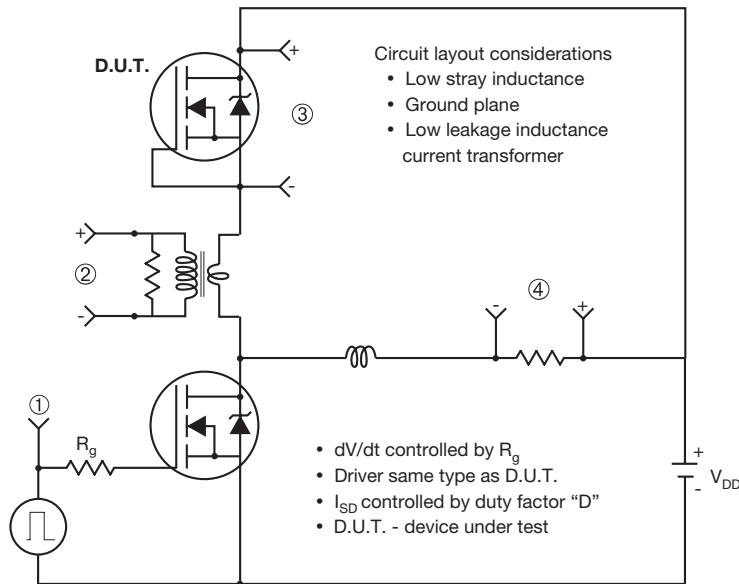 D.U.T.
+
Circuit layout considerations
• Low stray inductance
• Ground plane
• Low leakage inductance
current transformer
③
-
+
②
-
④
- +
①
Rg
• dV/dt controlled by Rg
• Driver same type as D.U.T.
• ISD controlled by duty factor “D”
• D.U.T. - device under test
+
VDD
-